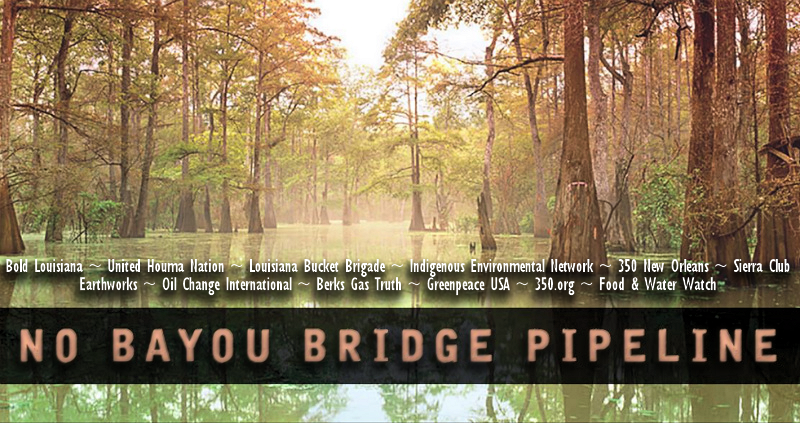 Bold Louisiana ~ United Houma Nation ~ Louisiana Bucket Brigade ~ Indigenous Environmental Network ~ 350 New Orleans ~ Sierra Club
Earthworks ~ Oil Change International ~ Berks Gas Truth ~ Greenpeace USA ~ 350.org ~ Food & Water Watch
NO BAYOU BRIDGE PIPELINE